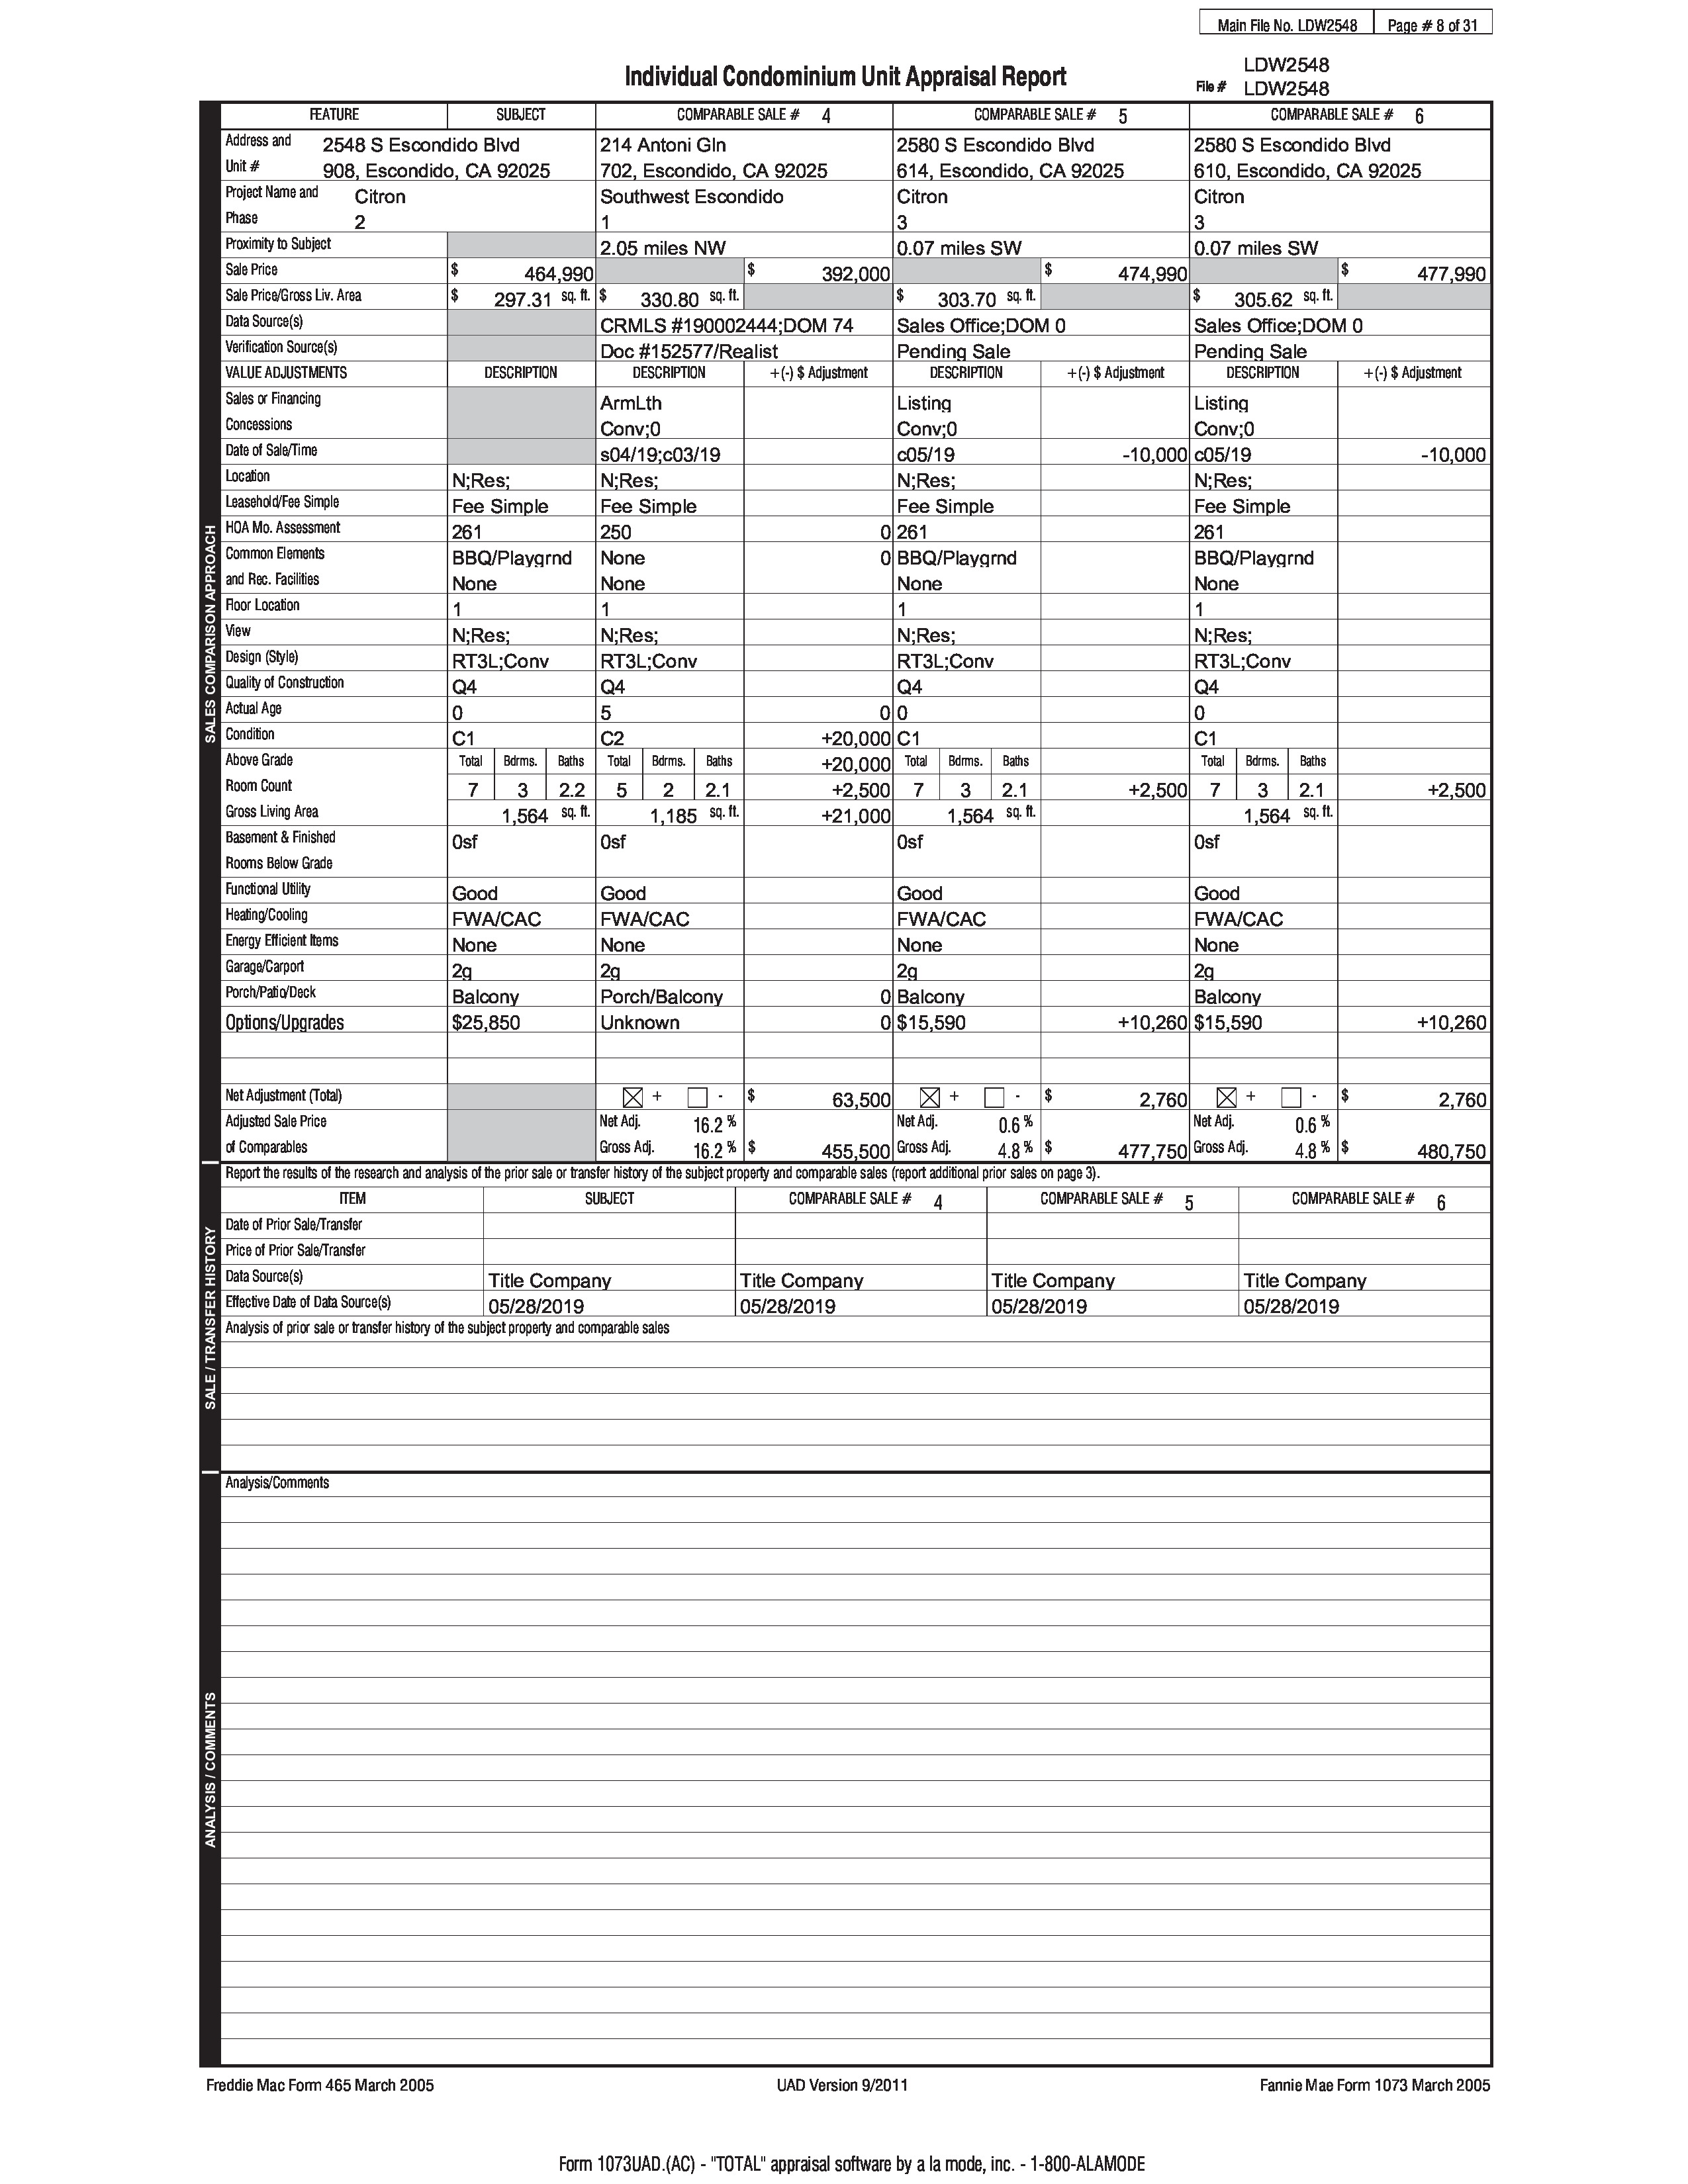 Main File No. LDW2548 Page # 8 of 31
LDW2548
Individual Condominium Unit Appraisal Report File # LDW2548
FEATURE SUBJECT COMPARABLE SALE # 4 COMPARABLE SALE # 5 COMPARABLE SALE # 6
Address and 2548 S Escondido Blvd 214 Antoni Gln 2580 S Escondido Blvd 2580 S Escondido Blvd
Unit # 908, Escondido, CA 92025 702, Escondido, CA 92025 614, Escondido, CA 92025 610, Escondido, CA 92025
Project Name and Citron Southwest Escondido Citron Citron
Phase 2 1 3 3
Proximity to Subject 2.05 miles NW 0.07 miles SW 0.07 miles SW
Sale Price $ 464,990 $ 392,000 $ 474,990 $ 477,990
Sale Price/Gross Liv. Area $ 297.31 sq. ft. $ 330.80 sq. ft. $ 303.70 sq. ft. $ 305.62 sq. ft.
Data Source(s) CRMLS #190002444;DOM 74 Sales Office;DOM 0 Sales Office;DOM 0
Verification Source(s) Doc #152577/Realist Pending Sale Pending Sale
VALUE ADJUSTMENTS DESCRIPTION DESCRIPTION +(-) $ Adjustment DESCRIPTION +(-) $ Adjustment DESCRIPTION +(-) $ Adjustment
Sales or Financing ArmLth Listing Listing
Concessions Conv;0 Conv;0 Conv;0
Date of Sale/Time s04/19;c03/19 c05/19 -10,000 c05/19 -10,000
Location N;Res; N;Res; N;Res; N;Res;
Leasehold/Fee Simple Fee Simple Fee Simple Fee Simple Fee Simple
HOA Mo. Assessment 261 250 0 261 261
Common Elements BBQ/Playgrnd None 0 BBQ/Playgrnd BBQ/Playgrnd
and Rec. Facilities None None None None
Floor Location 1 1 1 1
View N;Res; N;Res; N;Res; N;Res;
Design (Style) RT3L;Conv RT3L;Conv RT3L;Conv RT3L;Conv
Quality of Construction Q4 Q4 Q4 Q4
Actual Age 0 5 0 0 0
Condition C1 C2 +20,000 C1 C1
Above Grade Total Bdrms. Baths Total Bdrms. Baths +20,000 Total Bdrms. Baths Total Bdrms. Baths
Room Count 7 3 2.2 5 2 2.1 +2,500 7 3 2.1 +2,500 7 3 2.1 +2,500
Gross Living Area 1,564 sq. ft. 1,185 sq. ft. +21,000 1,564 sq. ft. 1,564 sq. ft.
Basement & Finished 0sf 0sf 0sf 0sf
Rooms Below Grade
Functional Utility Good Good Good Good
Heating/Cooling FWA/CAC FWA/CAC FWA/CAC FWA/CAC
Energy Efficient Items None None None None
Garage/Carport 2g 2g 2g 2g
Porch/Patio/Deck Balcony Porch/Balcony 0 Balcony Balcony
Options/Upgrades $25,850 Unknown 0 $15,590 +10,260 $15,590 +10,260
Net Adjustment (Total) + - $ 63,500 + - $ 2,760 + - $ 2,760
Adjusted Sale Price Net Adj. 16.2 % Net Adj. 0.6 % Net Adj. 0.6 %
of Comparables Gross Adj. 16.2 % $ 455,500 Gross Adj. 4.8 % $ 477,750 Gross Adj. 4.8 % $ 480,750
Report the results of the research and analysis of the prior sale or transfer history of the subject property and comparable sales (report additional prior sales on page 3).
ITEM SUBJECT COMPARABLE SALE # 4 COMPARABLE SALE # 5 COMPARABLE SALE # 6
Date of Prior Sale/Transfer
Price of Prior Sale/Transfer
Data Source(s) Title Company Title Company Title Company Title Company
Effective Date of Data Source(s) 05/28/2019 05/28/2019 05/28/2019 05/28/2019
Analysis of prior sale or transfer history of the subject property and comparable sales
Analysis/Comments
SALES COMPARISON APPROACH
SALE / TRANSFER HISTORY
ANALYSIS / COMMENTS
Freddie Mac Form 465 March 2005 UAD Version 9/2011 Fannie Mae Form 1073 March 2005
Form 1073UAD.(AC) - "TOTAL" appraisal software by a la mode, inc. - 1-800-ALAMODE